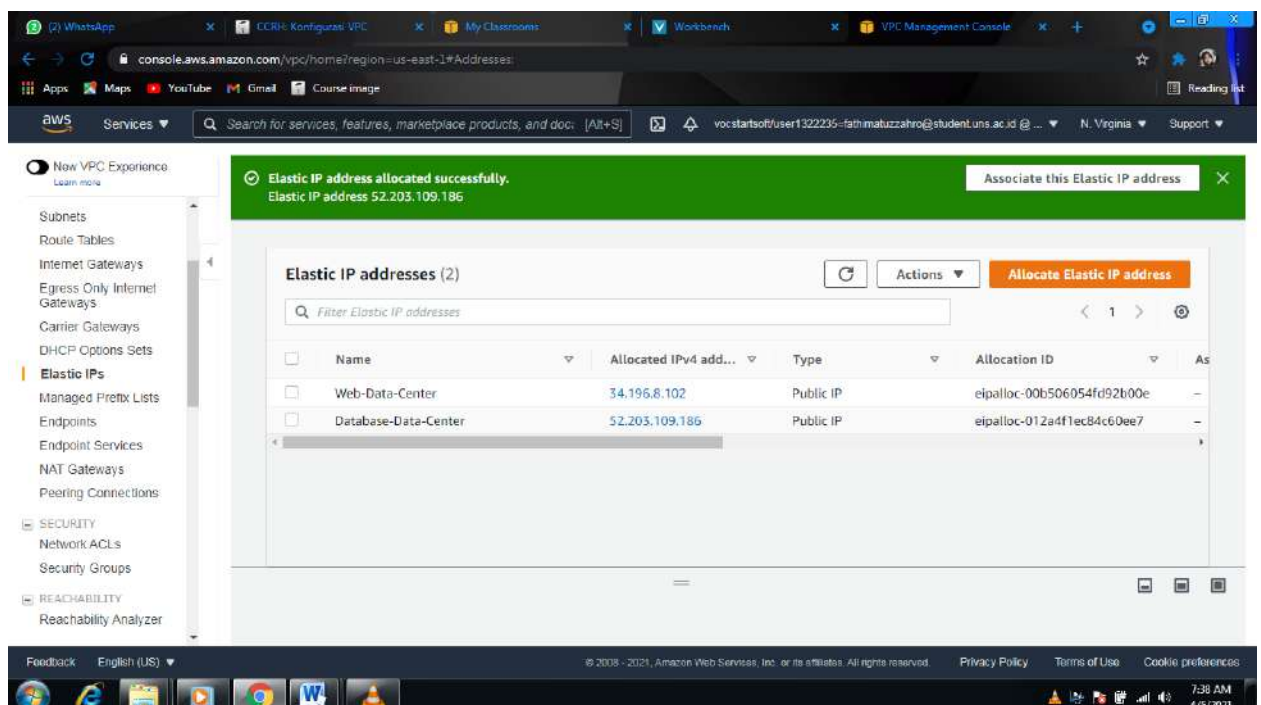 (2) WhatsApp
CCRH: Konfigurasi VPC
My Classrooms
Workbench
VPC Management Console
console.aws.amazon.com/vpc/home?region=us-east-1#Addresses:
Apps Maps YouTube Gmail Course image Reading list
aws Services ▼ Search for services, features, marketplace products, and doc: [Alt+S] vocstartsoft/user1322235=fathimatuzzahro@student.uns.ac.id @ ... ▼ N. Virginia ▼ Support ▼
New VPC Experience
Learn more
Subnets
Route Tables
Internet Gateways
Egress Only Internet
Gateways
Carrier Gateways
DHCP Options Sets
Elastic IPs
Managed Prefix Lists
Endpoints
Endpoint Services
NAT Gateways
Peering Connections
SECURITY
Network ACLs
Security Groups
REACHABILITY
Reachability Analyzer
Elastic IP address allocated successfully.
Elastic IP address 52.203.109.186
Associate this Elastic IP address
Elastic IP addresses (2)
Actions ▼
Allocate Elastic IP address
Filter Elastic IP addresses
< 1 >
Name Allocated IPv4 add... Type Allocation ID As
Web-Data-Center 34.196.8.102 Public IP eipalloc-00b506054fd92b00e –
Database-Data-Center 52.203.109.186 Public IP eipalloc-012a4f1ec84c60ee7 –
Feedback English (US) ▼ © 2008 - 2021, Amazon Web Services, Inc. or its affiliates. All rights reserved. Privacy Policy Terms of Use Cookie preferences
7:38 AM